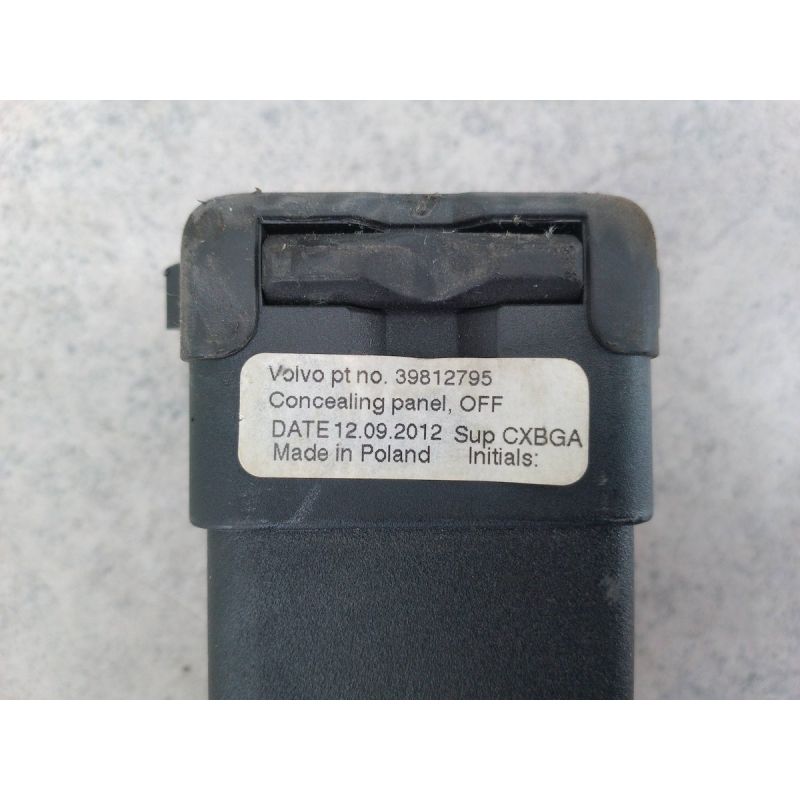 Volvo pt no. 39812795
Concealing panel, OFF
DATE 12.09.2012 Sup CXBGA
Made in Poland Initials: